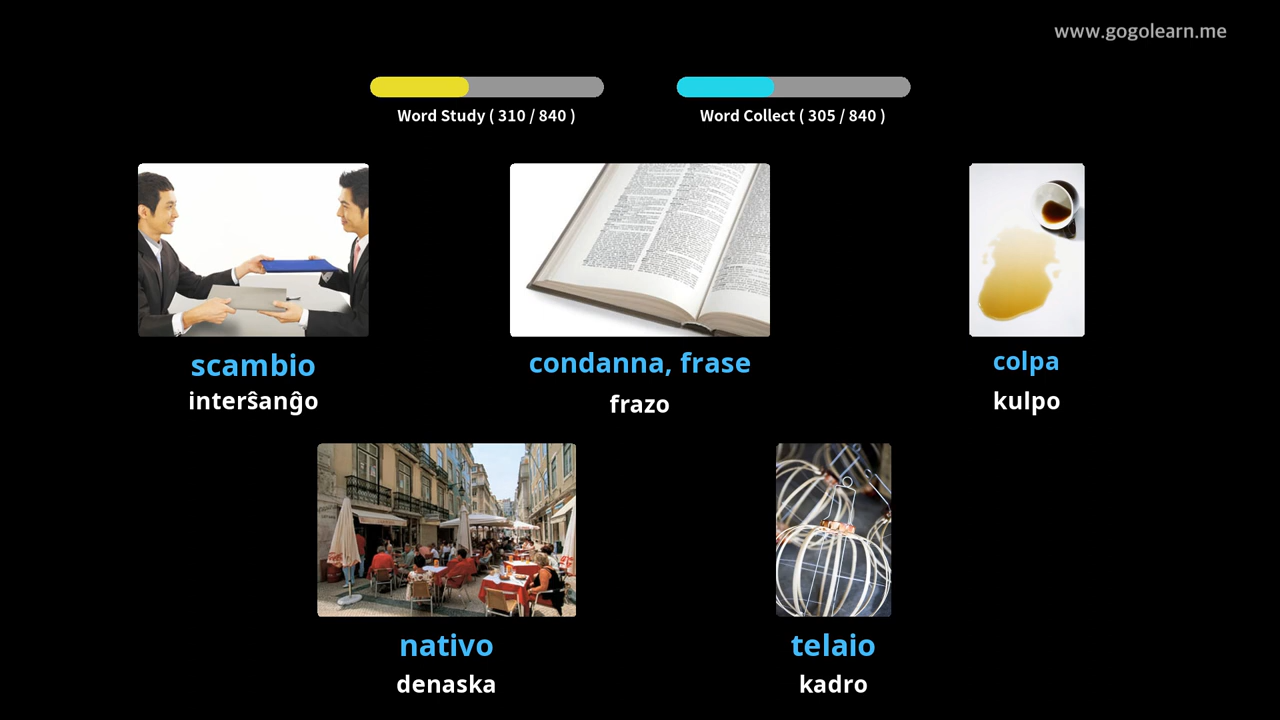 www.gogolearn.me
Word Study ( 310 / 840 )
Word Collect ( 305 / 840 )
scambio
interŝanĝo
condanna, frase
frazo
colpa
kulpo
nativo
denaska
telaio
kadro